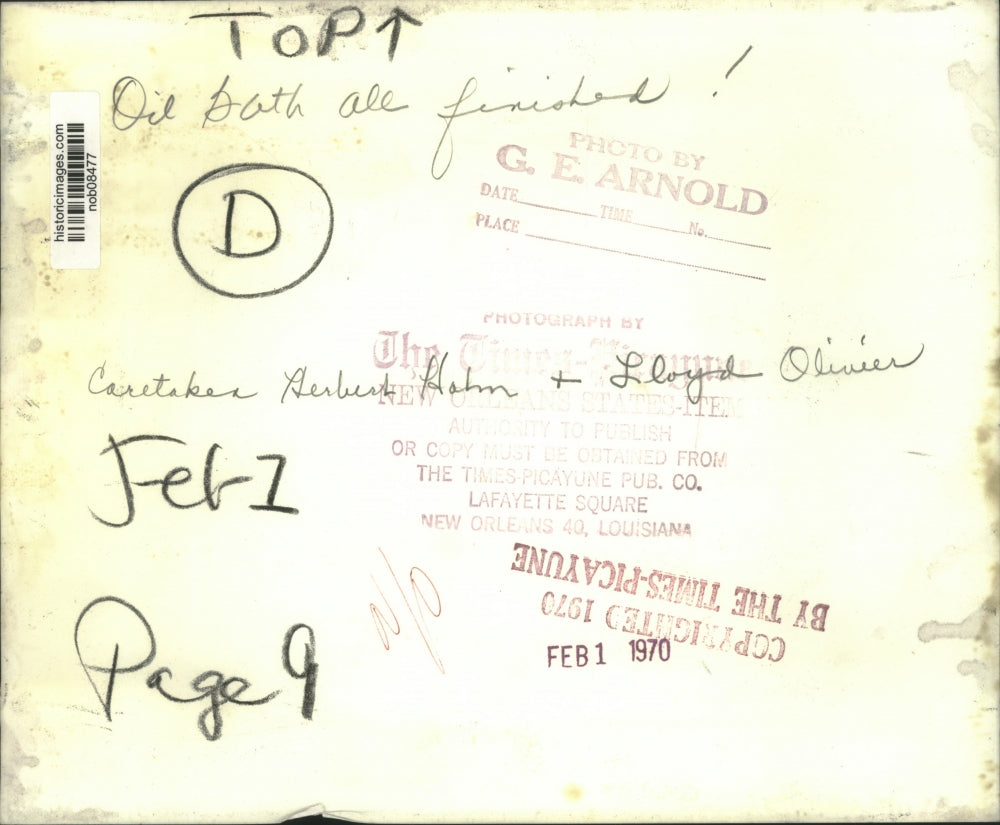 TOP↑
Oil bath all finished!
historicimages.com
nob08477
D
PHOTO BY
G. E. ARNOLD
DATE TIME No.
PLACE
PHOTOGRAPH BY
The Times-Picayune
Caretaker Herbert Hahn + Lloyd Olivier
NEW ORLEANS STATES-ITEM
AUTHORITY TO PUBLISH
OR COPY MUST BE OBTAINED FROM
THE TIMES-PICAYUNE PUB. CO.
LAFAYETTE SQUARE
NEW ORLEANS 40, LOUISIANA
Feb 1
COPYRIGHTED 1970
BY THE TIMES-PICAYUNE
FEB 1 1970
Page 9